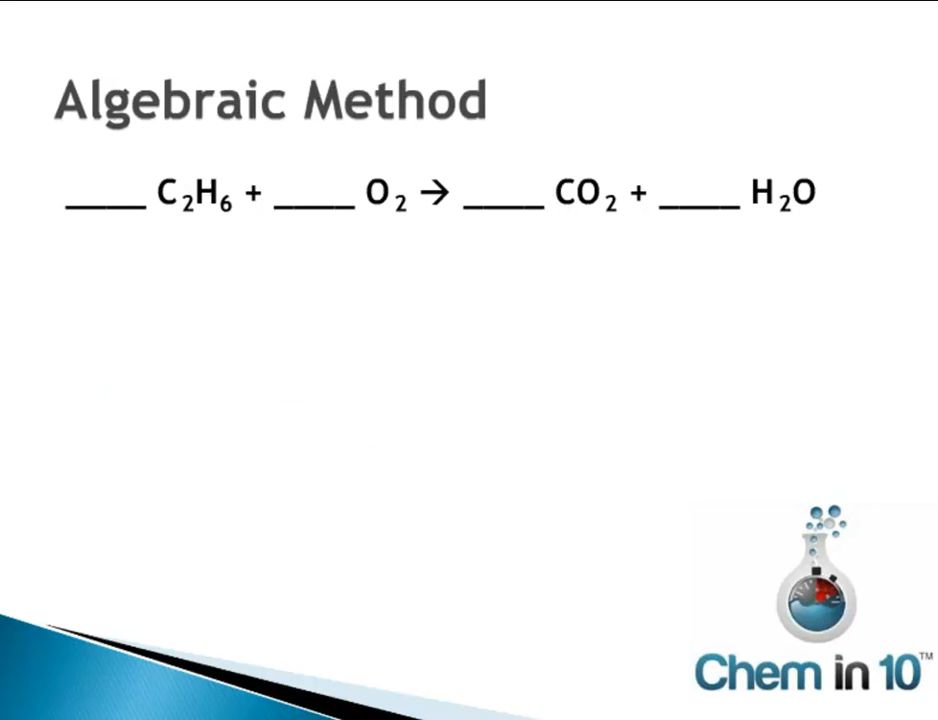 Algebraic Method
____ C₂H₆ + ____ O₂ → ____ CO₂ + ____ H₂O
Chem in 10™